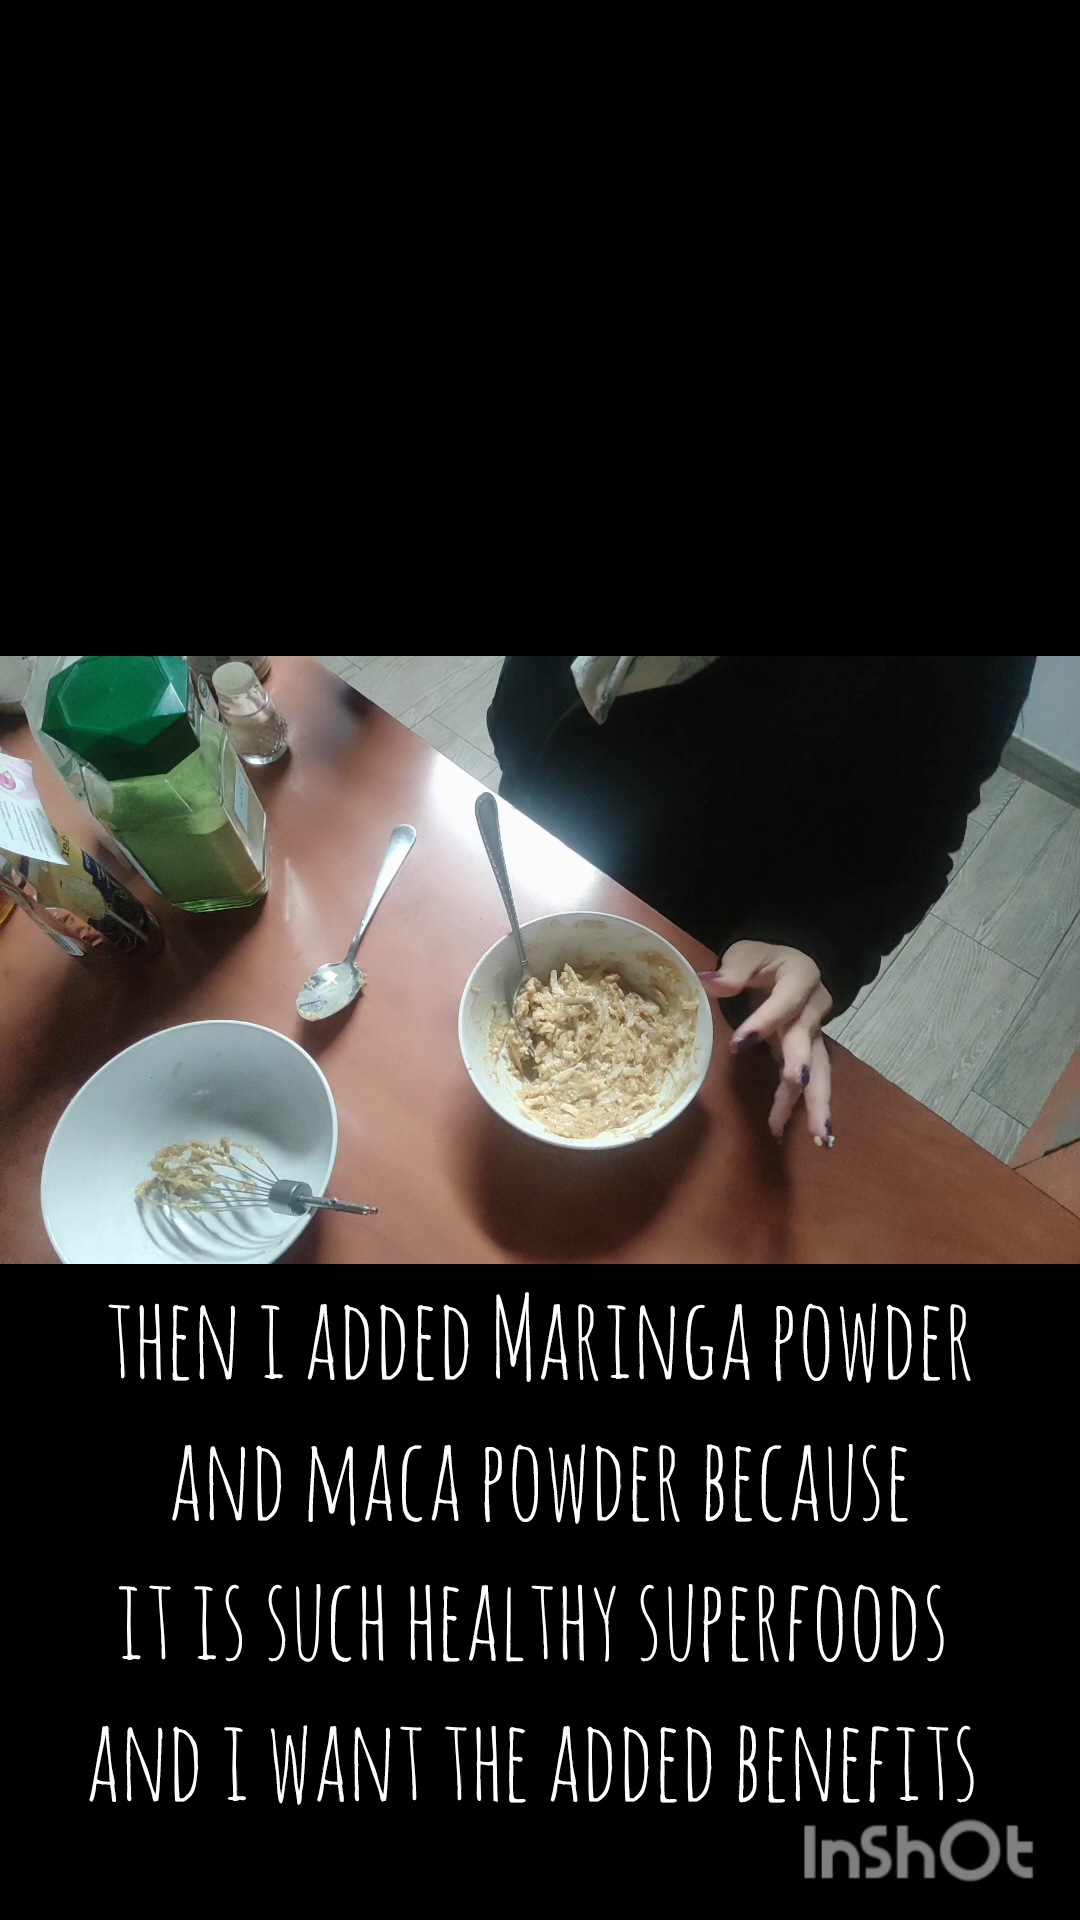 then i added Maringa powder
and maca powder because
it is such healthy superfoods
and i want the added benefits
InShOt